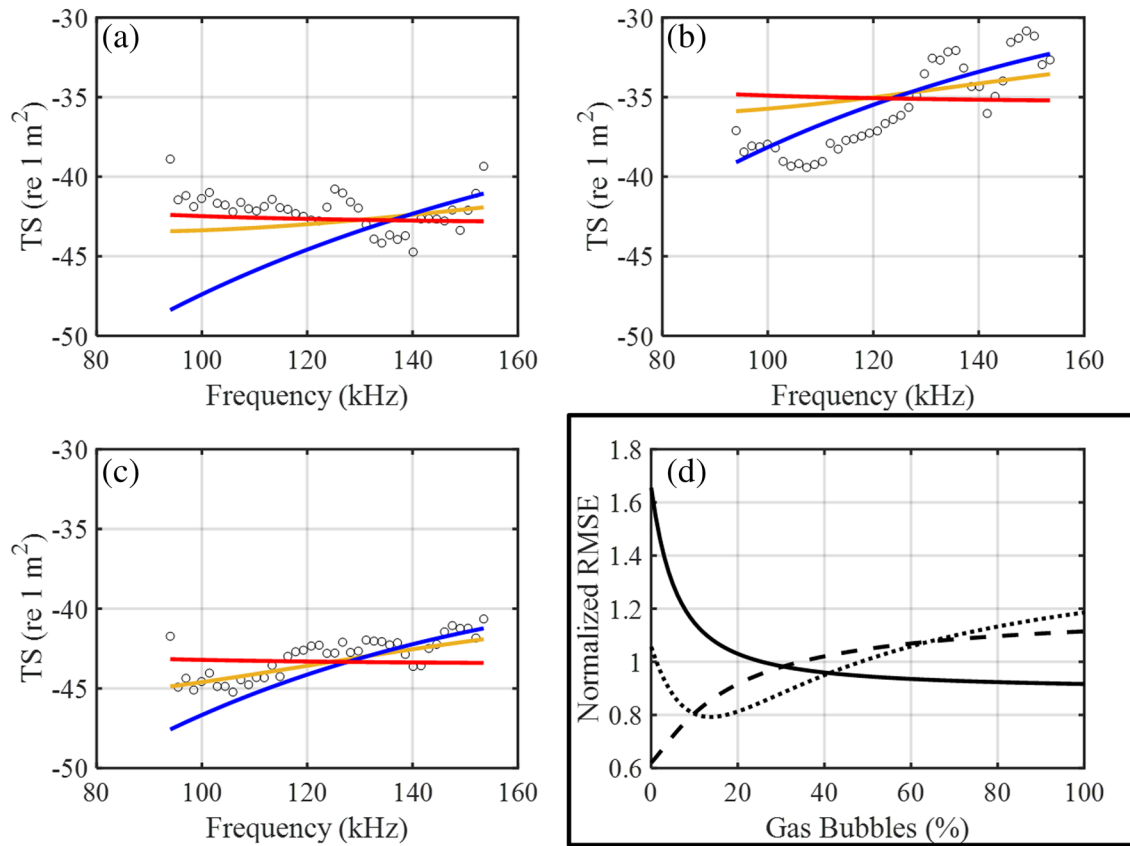 (a)
TS (re 1 m²)
-30
-35
-40
-45
-50
80 100 120 140 160
Frequency (kHz)
(b)
TS (re 1 m²)
-30
-35
-40
-45
-50
80 100 120 140 160
Frequency (kHz)
(c)
TS (re 1 m²)
-30
-35
-40
-45
-50
80 100 120 140 160
Frequency (kHz)
(d)
Normalized RMSE
1.8
1.6
1.4
1.2
1
0.8
0.6
0 20 40 60 80 100
Gas Bubbles (%)